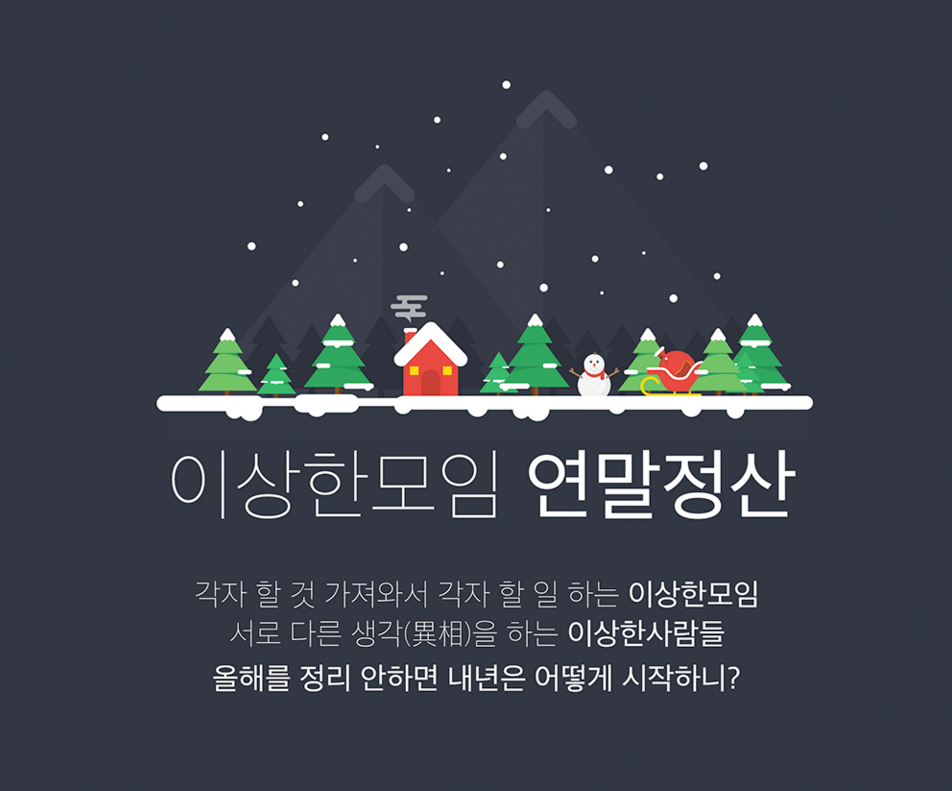 이상한모임 연말정산
각자 할 것 가져와서 각자 할 일 하는 이상한모임
서로 다른 생각(異相)을 하는 이상한사람들
올해를 정리 안하면 내년은 어떻게 시작하니?